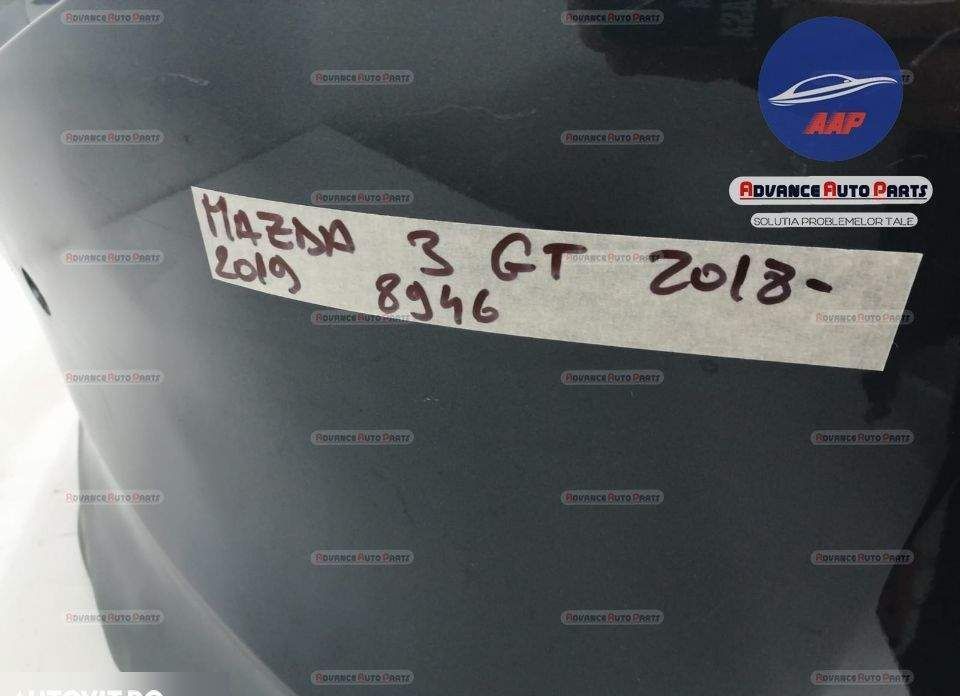 AAP
ADVANCE AUTO PARTS
SOLUTIA PROBLEMELOR TALE
MAZDA 3 GT 2018-
2019 8946